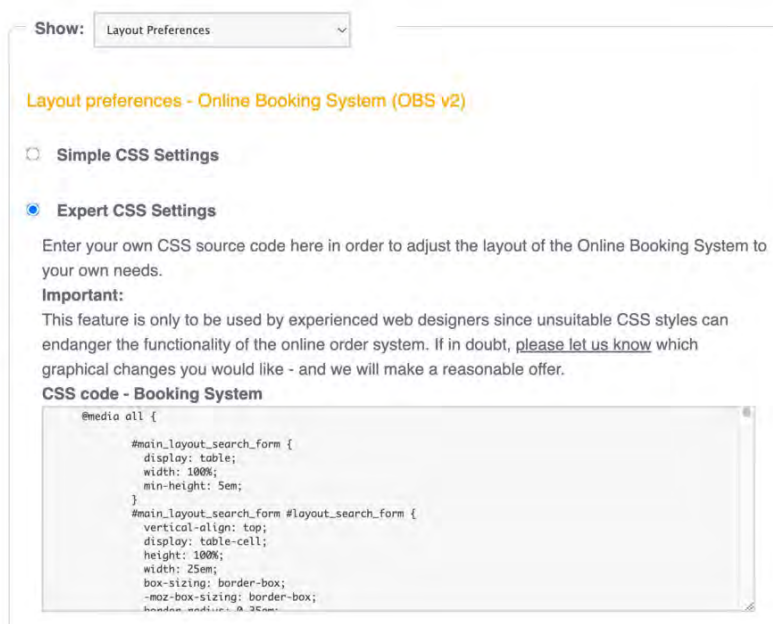 Show: Layout Preferences
Layout preferences - Online Booking System (OBS v2)
Simple CSS Settings
Expert CSS Settings
Enter your own CSS source code here in order to adjust the layout of the Online Booking System to
your own needs.
Important:
This feature is only to be used by experienced web designers since unsuitable CSS styles can
endanger the functionality of the online order system. If in doubt, please let us know which
graphical changes you would like - and we will make a reasonable offer.
CSS code - Booking System
@media all {
#main_layout_search_form {
display: table;
width: 100%;
min-height: 5em;
}
#main_layout_search_form #layout_search_form {
vertical-align: top;
display: table-cell;
height: 100%;
width: 25em;
box-sizing: border-box;
-moz-box-sizing: border-box;
border-radius: 0.35em;